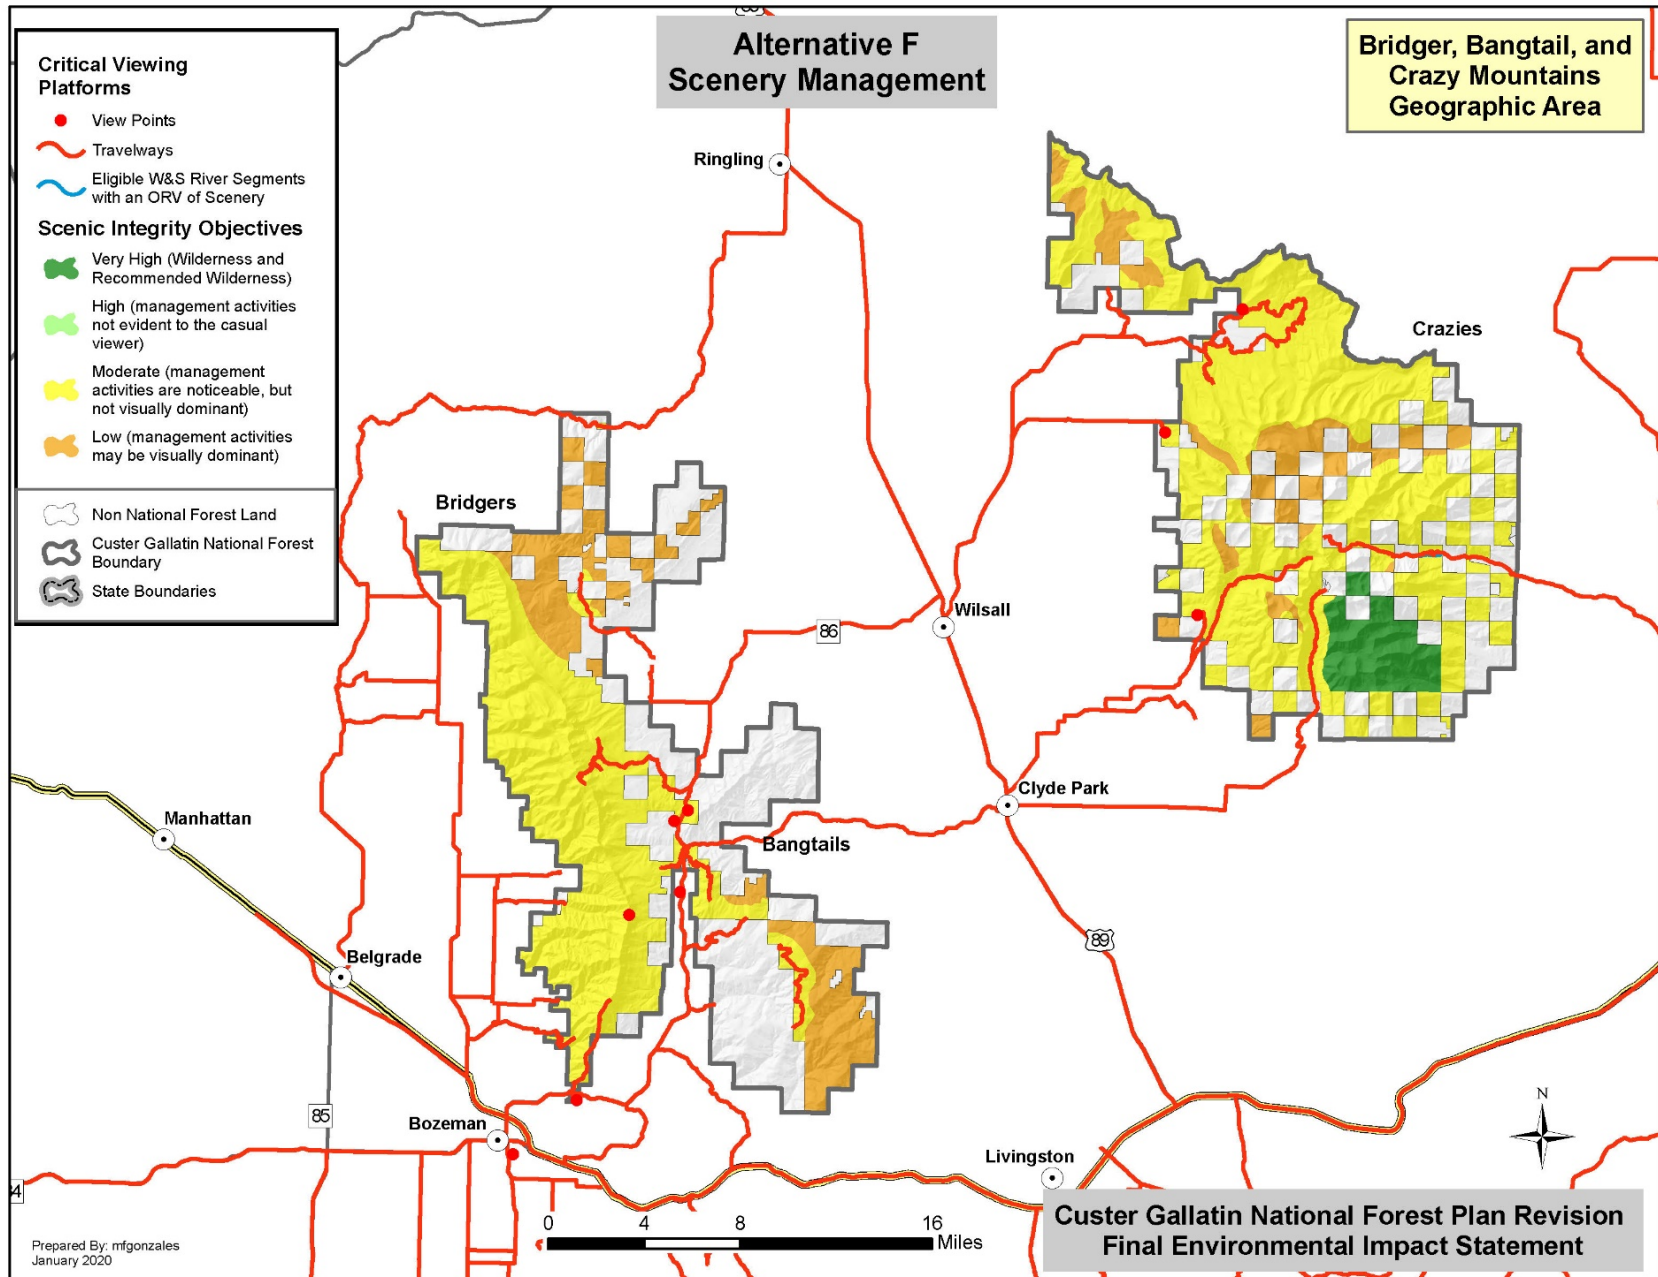 Alternative F
Scenery Management
Bridger, Bangtail, and
Crazy Mountains
Geographic Area
Critical Viewing
Platforms
View Points
Travelways
Eligible W&S River Segments
with an ORV of Scenery
Scenic Integrity Objectives
Very High (Wilderness and
Recommended Wilderness)
High (management activities
not evident to the casual
viewer)
Moderate (management
activities are noticeable, but
not visually dominant)
Low (management activities
may be visually dominant)
Non National Forest Land
Custer Gallatin National Forest
Boundary
State Boundaries
Ringling
Crazies
Bridgers
Wilsall
86
Clyde Park
Manhattan
Bangtails
89
Belgrade
85
Bozeman
Livingston
N
0 4 8 16
Miles
Custer Gallatin National Forest Plan Revision
Final Environmental Impact Statement
Prepared By: mfgonzales
January 2020